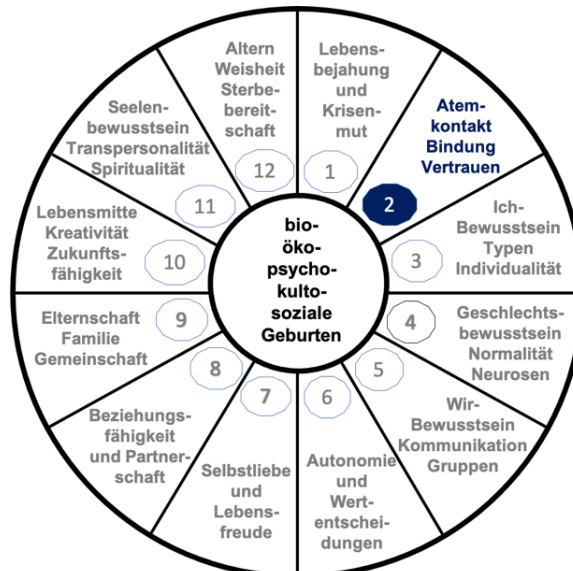 Lebens-
bejahung
und
Krisen-
mut
1
Atem-
kontakt
Bindung
Vertrauen
2
Ich-
Bewusstsein
Typen
Individualität
3
Geschlechts-
bewusstsein
Normalität
Neurosen
4
Wir-
Bewusstsein
Kommunikation
Gruppen
5
Autonomie
und
Wert-
entschei-
dungen
6
Selbstliebe
und
Lebens-
freude
7
Beziehungs-
fähigkeit
und Partner-
schaft
8
Elternschaft
Familie
Gemeinschaft
9
Lebensmitte
Kreativität
Zukunfts-
fähigkeit
10
Seelen-
bewusstsein
Transpersonalität
Spiritualität
11
Altern
Weisheit
Sterbe-
bereit-
schaft
12
bio-
öko-
psycho-
kulto-
soziale
Geburten